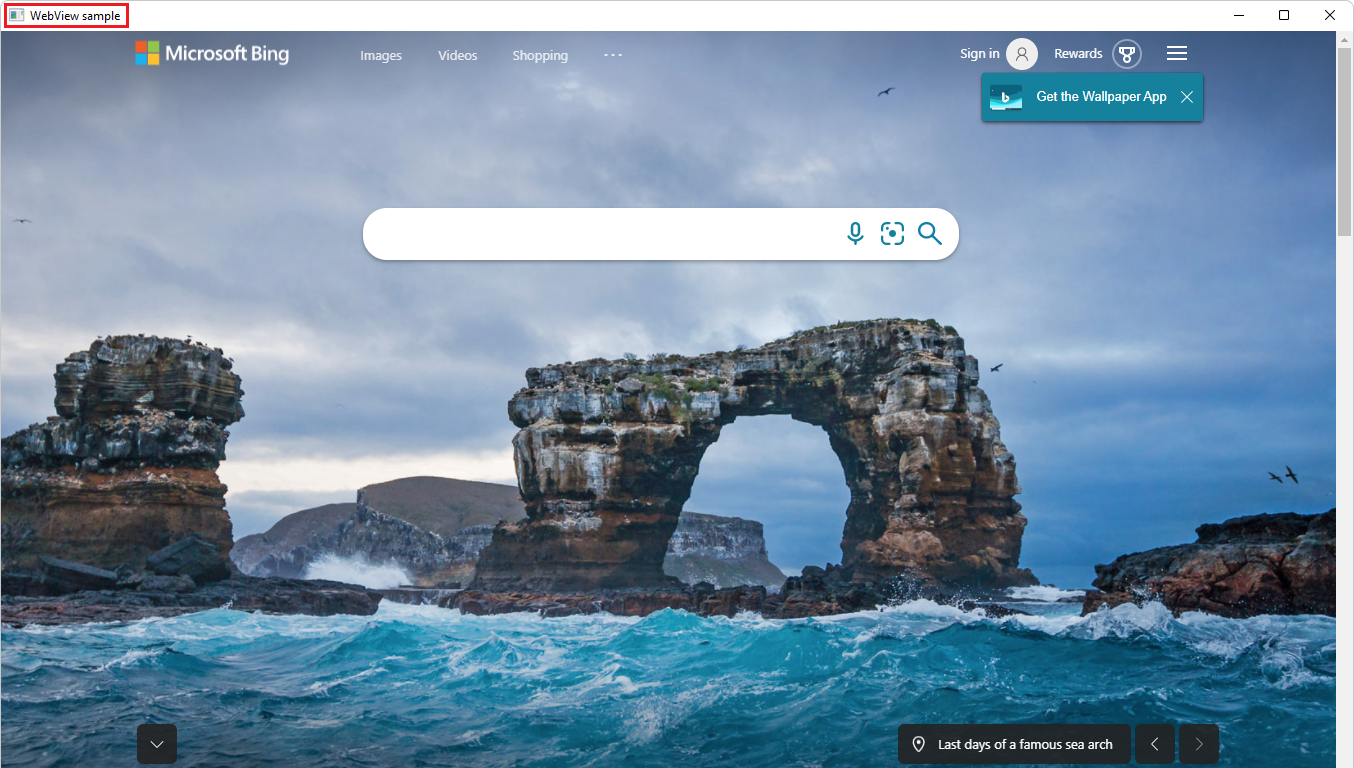 WebView sample
Microsoft Bing
Images
Videos
Shopping
Sign in
Rewards
Get the Wallpaper App
Last days of a famous sea arch